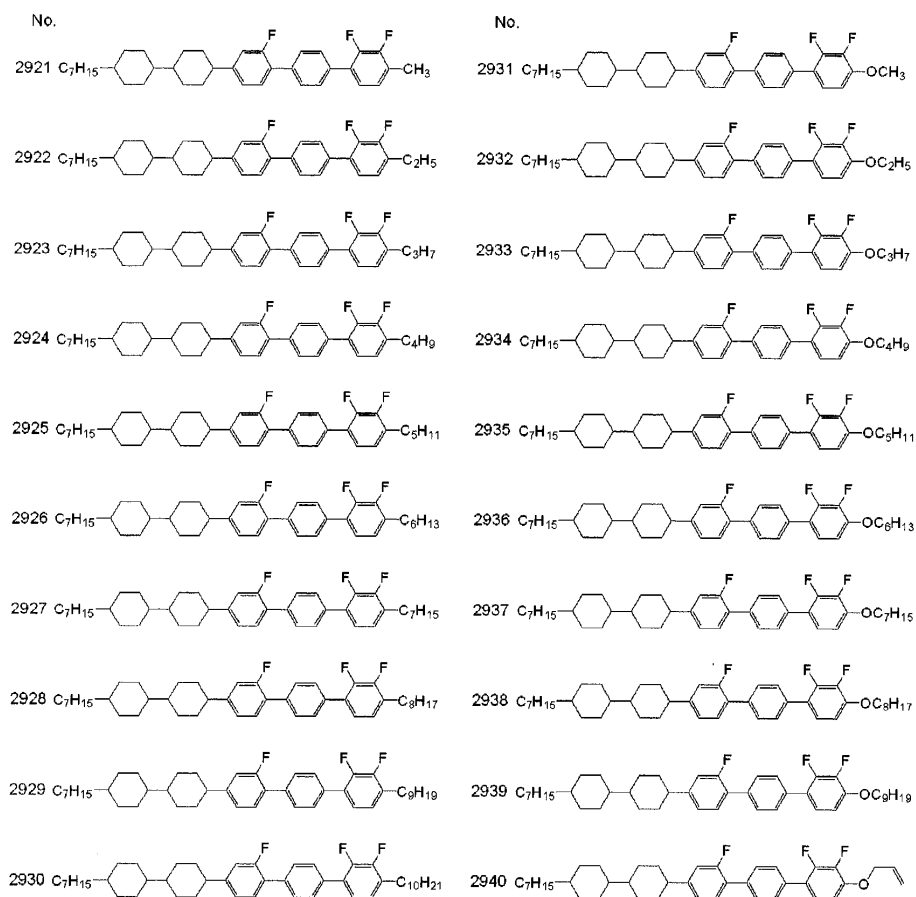 No.
No.
F F F
2921 C7H15 CH3
F F F
2931 C7H15 OCH3
F F F
2922 C7H15 C2H5
F F F
2932 C7H15 OC2H5
F F F
2923 C7H15 C3H7
F F F
2933 C7H15 OC3H7
F F F
2924 C7H15 C4H9
F F F
2934 C7H15 OC4H9
F F F
2925 C7H15 C5H11
F F F
2935 C7H15 OC5H11
F F F
2926 C7H15 C6H13
F F F
2936 C7H15 OC6H13
F F F
2927 C7H15 C7H15
F F F
2937 C7H15 OC7H15
F F F
2928 C7H15 C8H17
F F F
2938 C7H15 OC8H17
F F F
2929 C7H15 C9H19
F F F
2939 C7H15 OC9H19
F F F
2930 C7H15 C10H21
F F F
2940 C7H15 O